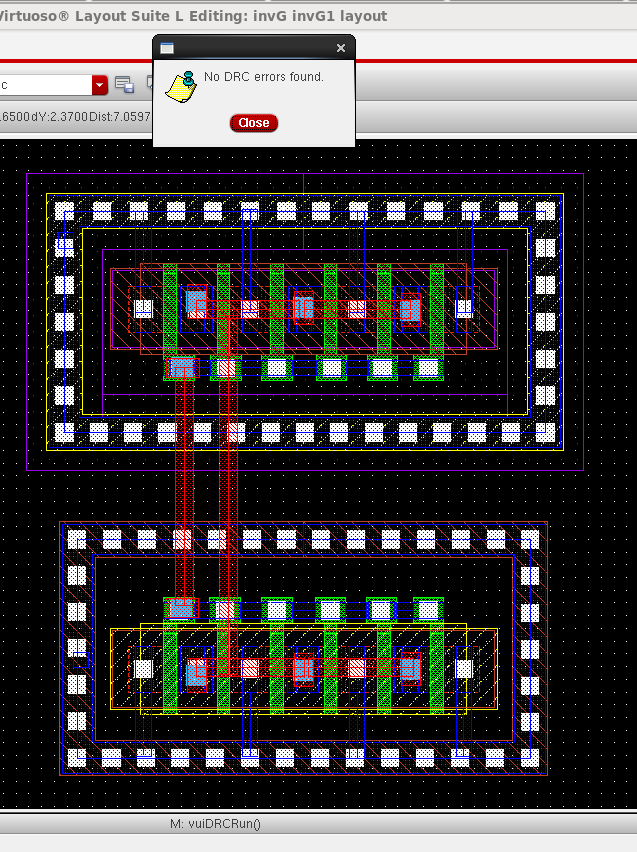 Virtuoso® Layout Suite L Editing: invG invG1 layout
No DRC errors found.
c
.6500dY:2.3700Dist:7.0597
Close
M: vuiDRCRun()